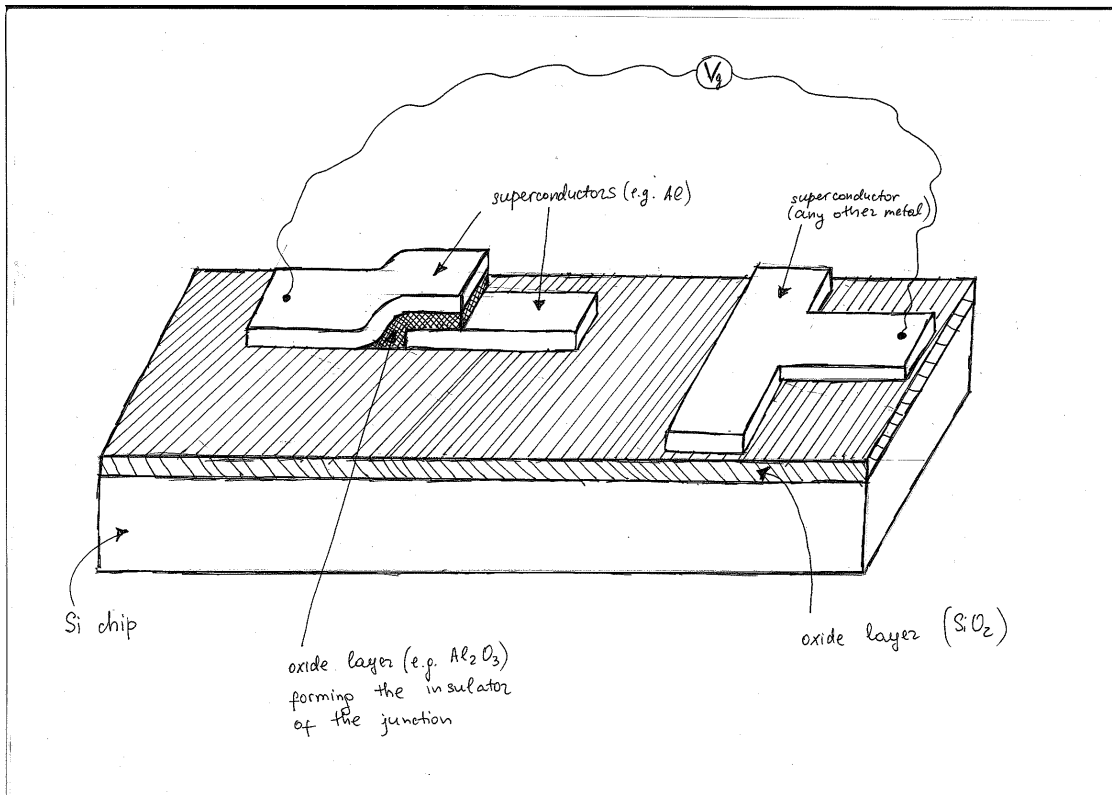 Vg
superconductors (e.g. Al)
superconductor
(any other metal)
Si chip
oxide layer (SiO2)
oxide layer (e.g. Al2O3)
forming the insulator
of the junction